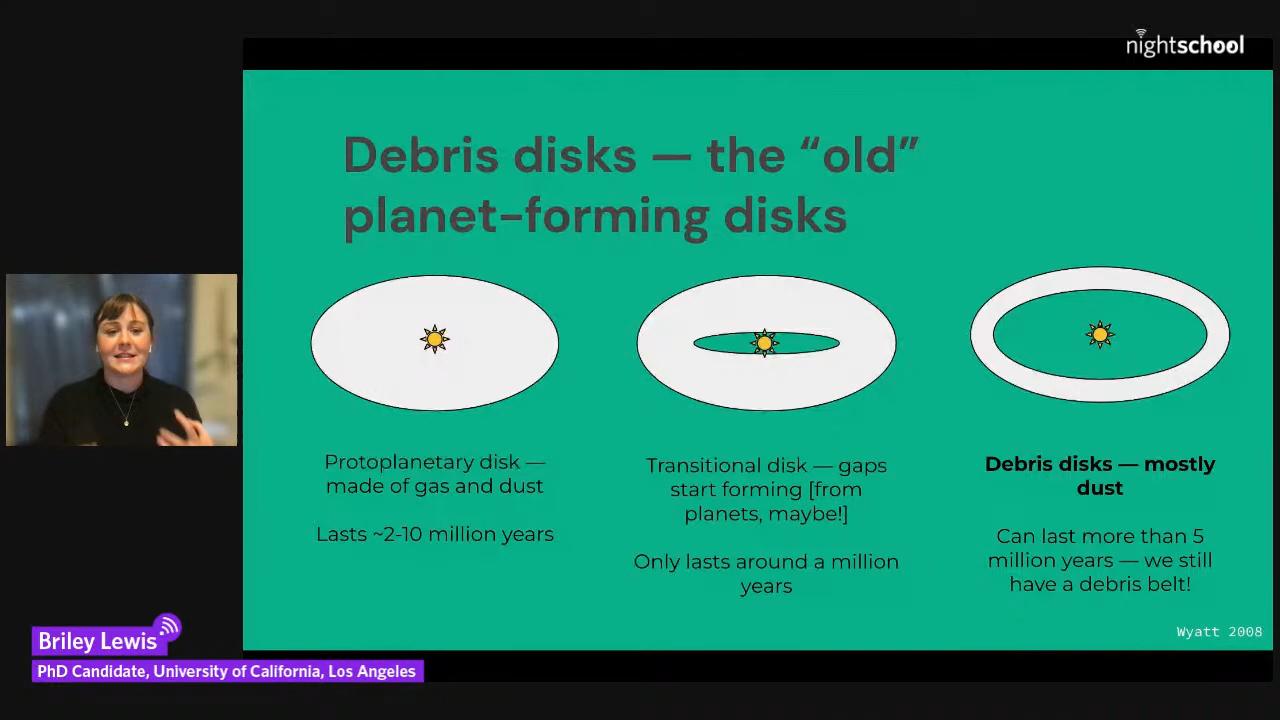 nightschool
Debris disks — the “old”
planet-forming disks
Protoplanetary disk —
made of gas and dust
Lasts ~2-10 million years
Transitional disk — gaps
start forming [from
planets, maybe!]
Only lasts around a million
years
Debris disks — mostly
dust
Can last more than 5
million years — we still
have a debris belt!
Wyatt 2008
Briley Lewis
PhD Candidate, University of California, Los Angeles